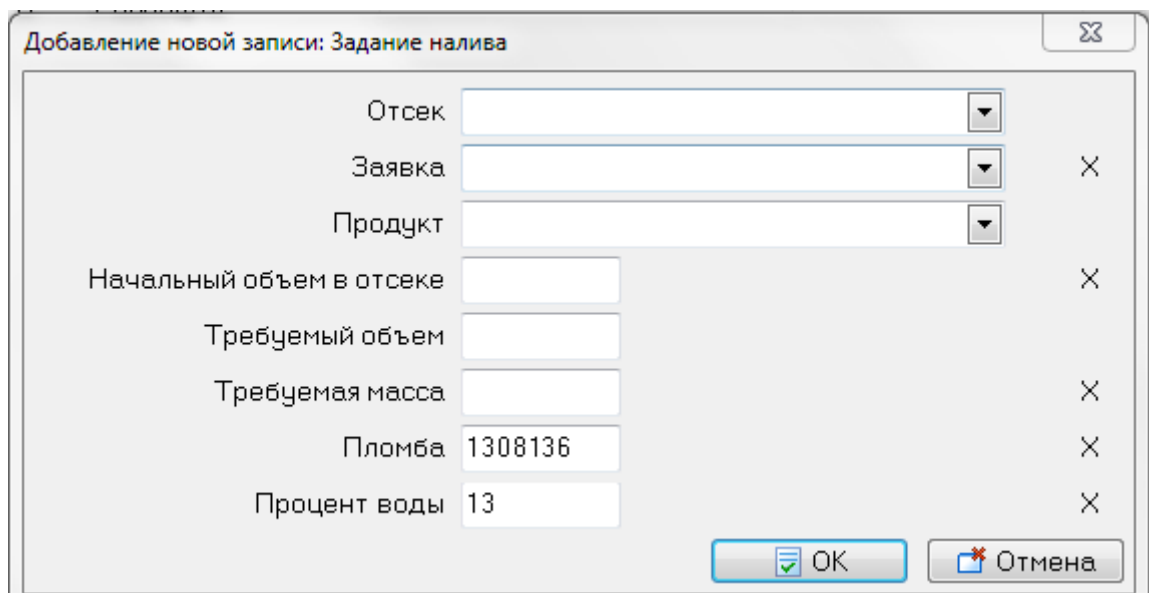 Добавление новой записи: Задание налива
Отсек
Заявка X
Продукт
Начальный объем в отсеке X
Требуемый объем
Требуемая масса X
Пломба 1308136 X
Процент воды 13 X
OK Отмена